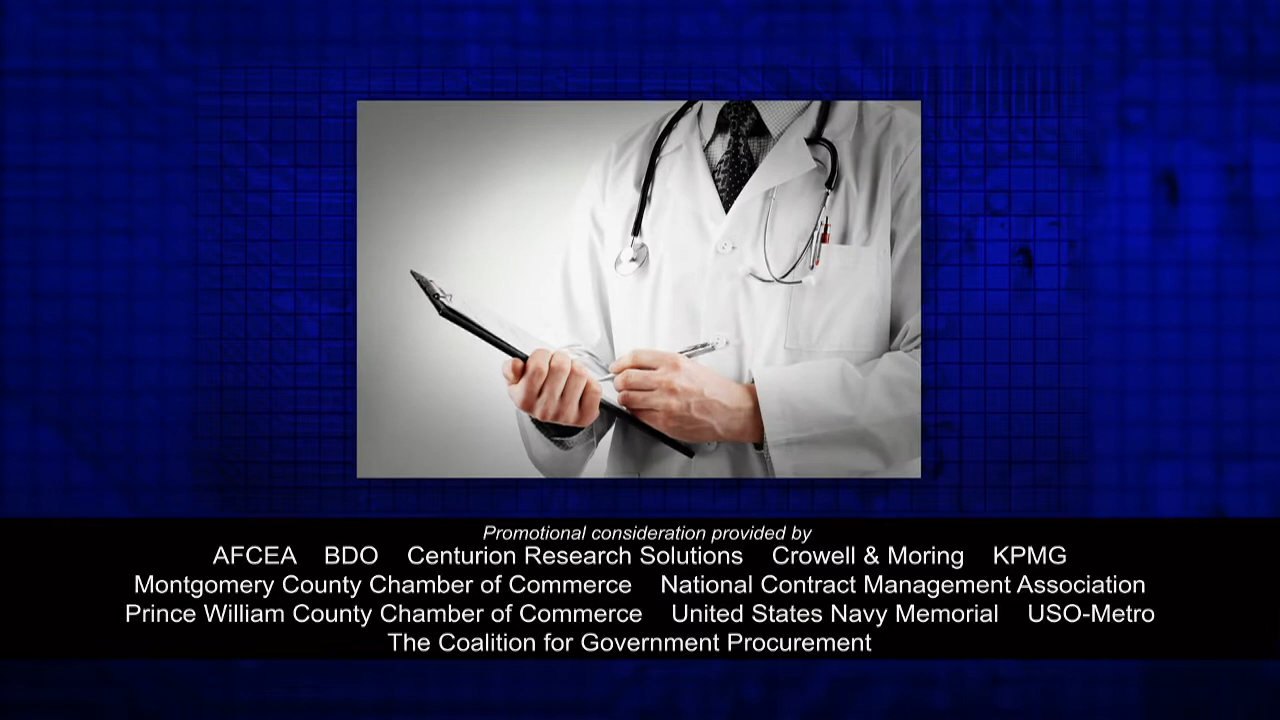 Promotional consideration provided by
AFCEA BDO Centurion Research Solutions Crowell & Moring KPMG
Montgomery County Chamber of Commerce National Contract Management Association
Prince William County Chamber of Commerce United States Navy Memorial USO-Metro
The Coalition for Government Procurement